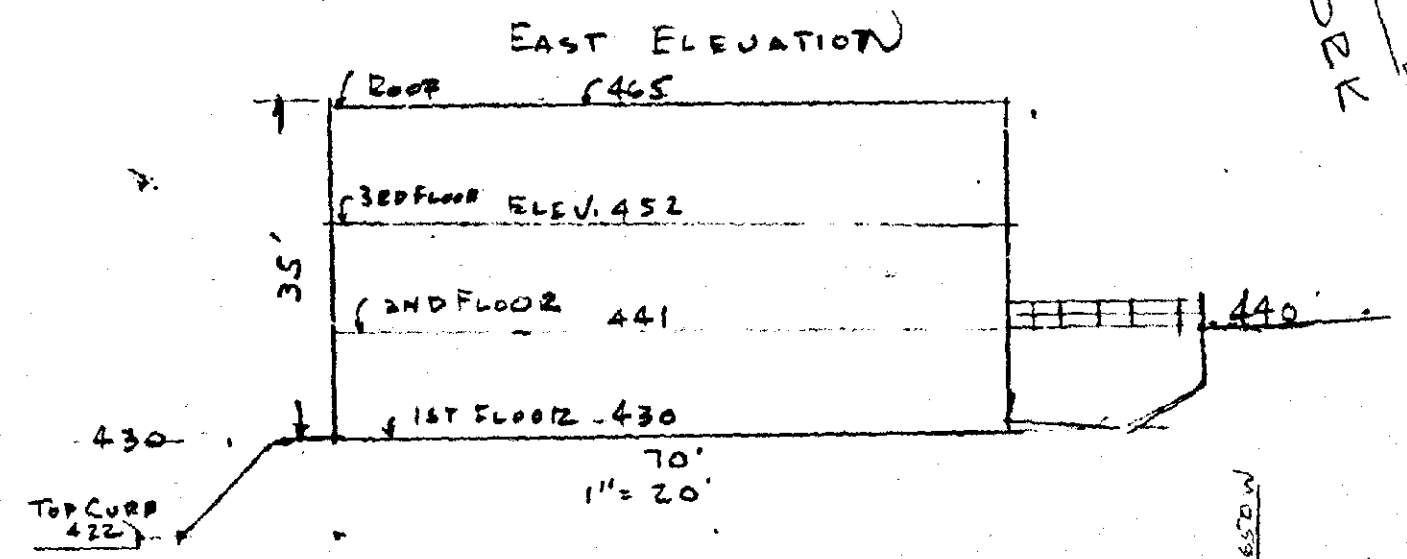 EAST ELEVATION
ROOF 465
3RD FLOOR ELEV. 452
35'
2ND FLOOR 441
440'
430
1ST FLOOR - 430
70'
1" = 20'
TOP CURB
422
650 W